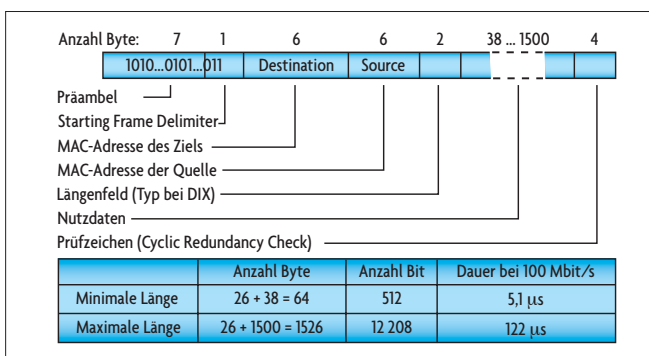 Anzahl Byte: 7 1 6 6 2 38 ... 1500 4
1010...0101...011 Destination Source
Präambel
Starting Frame Delimiter
MAC-Adresse des Ziels
MAC-Adresse der Quelle
Längenfeld (Typ bei DIX)
Nutzdaten
Prüfzeichen (Cyclic Redundancy Check)
Anzahl Byte Anzahl Bit Dauer bei 100 Mbit/s
Minimale Länge 26 + 38 = 64 512 5,1 µs
Maximale Länge 26 + 1500 = 1526 12 208 122 µs